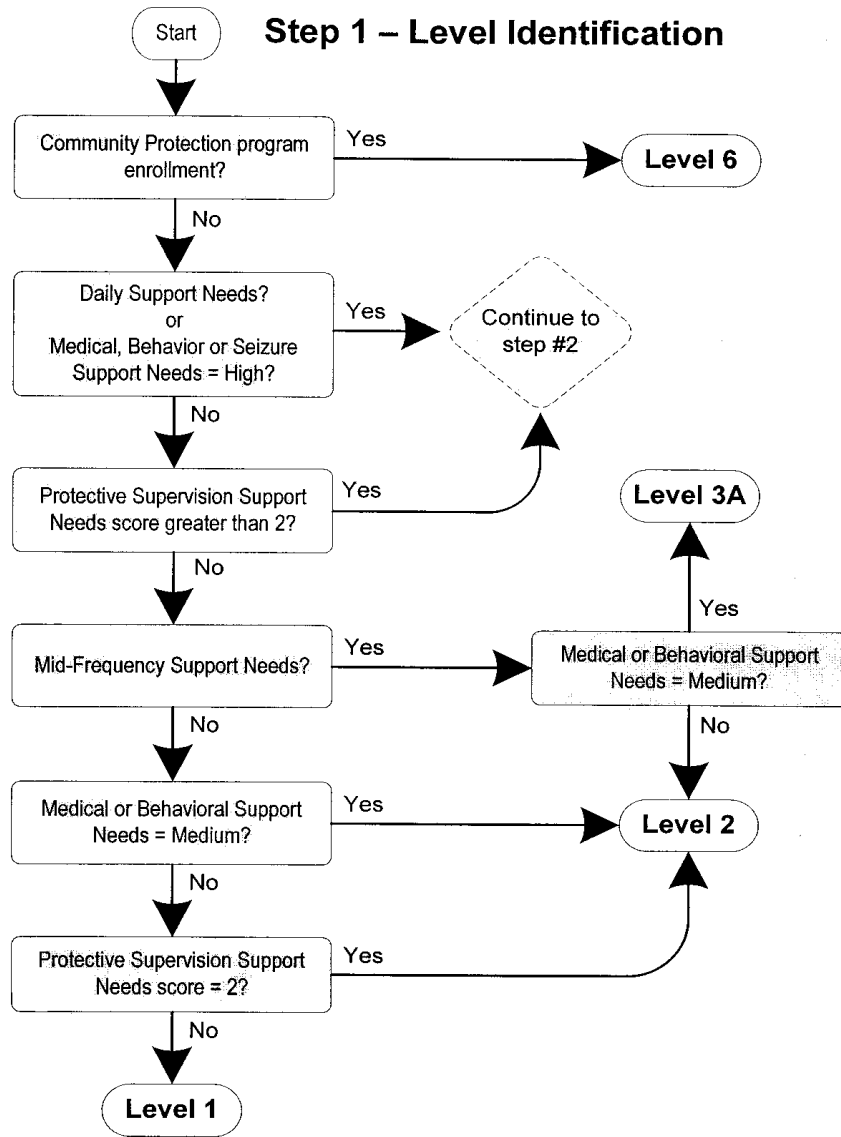 Start
Step 1 – Level Identification
Community Protection program
enrollment?
Yes
Level 6
No
Daily Support Needs?
or
Medical, Behavior or Seizure
Support Needs = High?
Yes
Continue to
step #2
No
Protective Supervision Support
Needs score greater than 2?
Yes
Level 3A
No
Yes
Mid-Frequency Support Needs?
Yes
Medical or Behavioral Support
Needs = Medium?
No
No
Medical or Behavioral Support
Needs = Medium?
Yes
Level 2
No
Protective Supervision Support
Needs score = 2?
Yes
No
Level 1